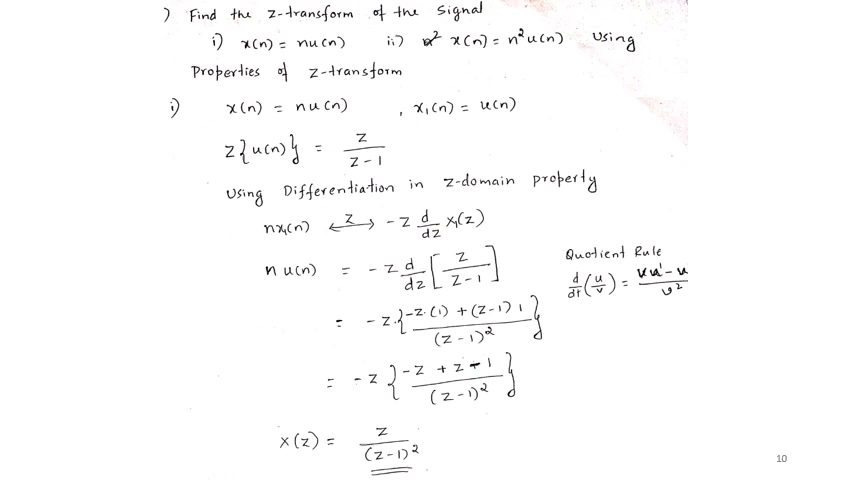 ) Find the z-transform of the signal
i) x(n) = nu(n) ii) x(n) = n²u(n) using
Properties of z-transform
i) x(n) = nu(n) , x₁(n) = u(n)
Z{u(n)} = z/(z-1)
Using Differentiation in z-domain property
nx₁(n) ←Z→ -z d/dz X₁(z)
n u(n) = -z d/dz [z/(z-1)]
Quotient Rule
d/dt (u/v) = vu' - u / v²
= -z·{(-z·(1) + (z-1)1)/(z-1)²}
= -z {(-z + z - 1)/(z-1)²}
X(z) = z/(z-1)²
10